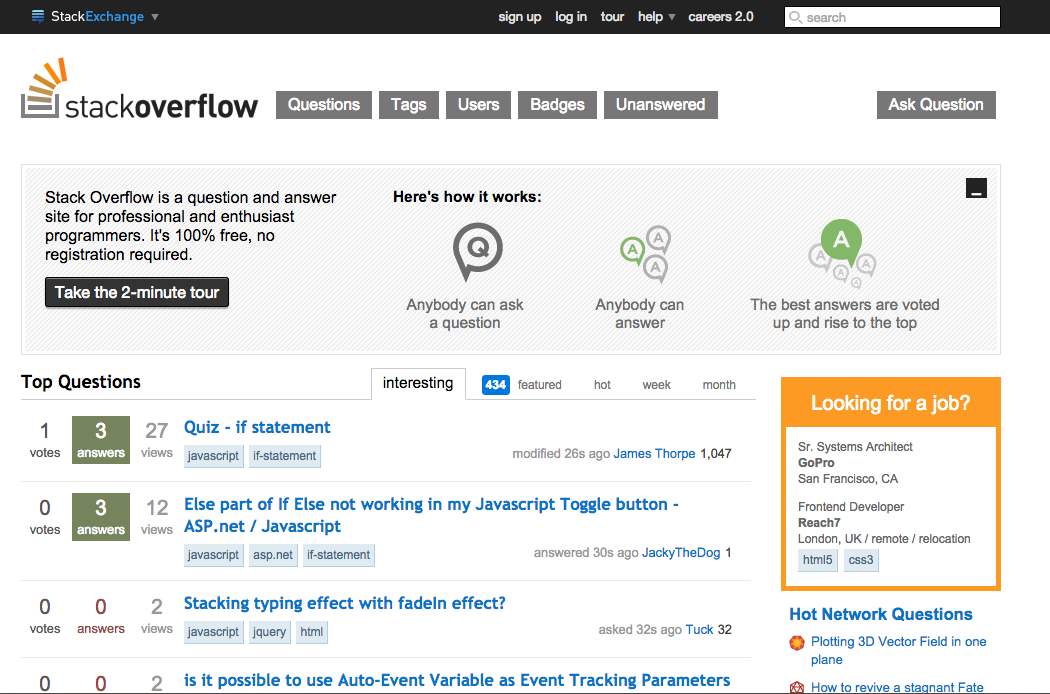 StackExchange ▼
sign up log in tour help ▼ careers 2.0
search
stackoverflow
Questions Tags Users Badges Unanswered Ask Question
Stack Overflow is a question and answer
site for professional and enthusiast
programmers. It's 100% free, no
registration required.
Take the 2-minute tour
Here's how it works:
Q
Anybody can ask
a question
A A A
Anybody can
answer
A A A A A
The best answers are voted
up and rise to the top
Top Questions
interesting 434 featured hot week month
1 votes
3 answers
27 views
Quiz - if statement
javascript if-statement
modified 26s ago James Thorpe 1,047
0 votes
3 answers
12 views
Else part of If Else not working in my Javascript Toggle button -
ASP.net / Javascript
javascript asp.net if-statement
answered 30s ago JackyTheDog 1
0 votes
0 answers
2 views
Stacking typing effect with fadeIn effect?
javascript jquery html
asked 32s ago Tuck 32
0 0 2
is it possible to use Auto-Event Variable as Event Tracking Parameters
Looking for a job?
Sr. Systems Architect
GoPro
San Francisco, CA
Frontend Developer
Reach7
London, UK / remote / relocation
html5 css3
Hot Network Questions
Plotting 3D Vector Field in one
plane
How to revive a stagnant Fate